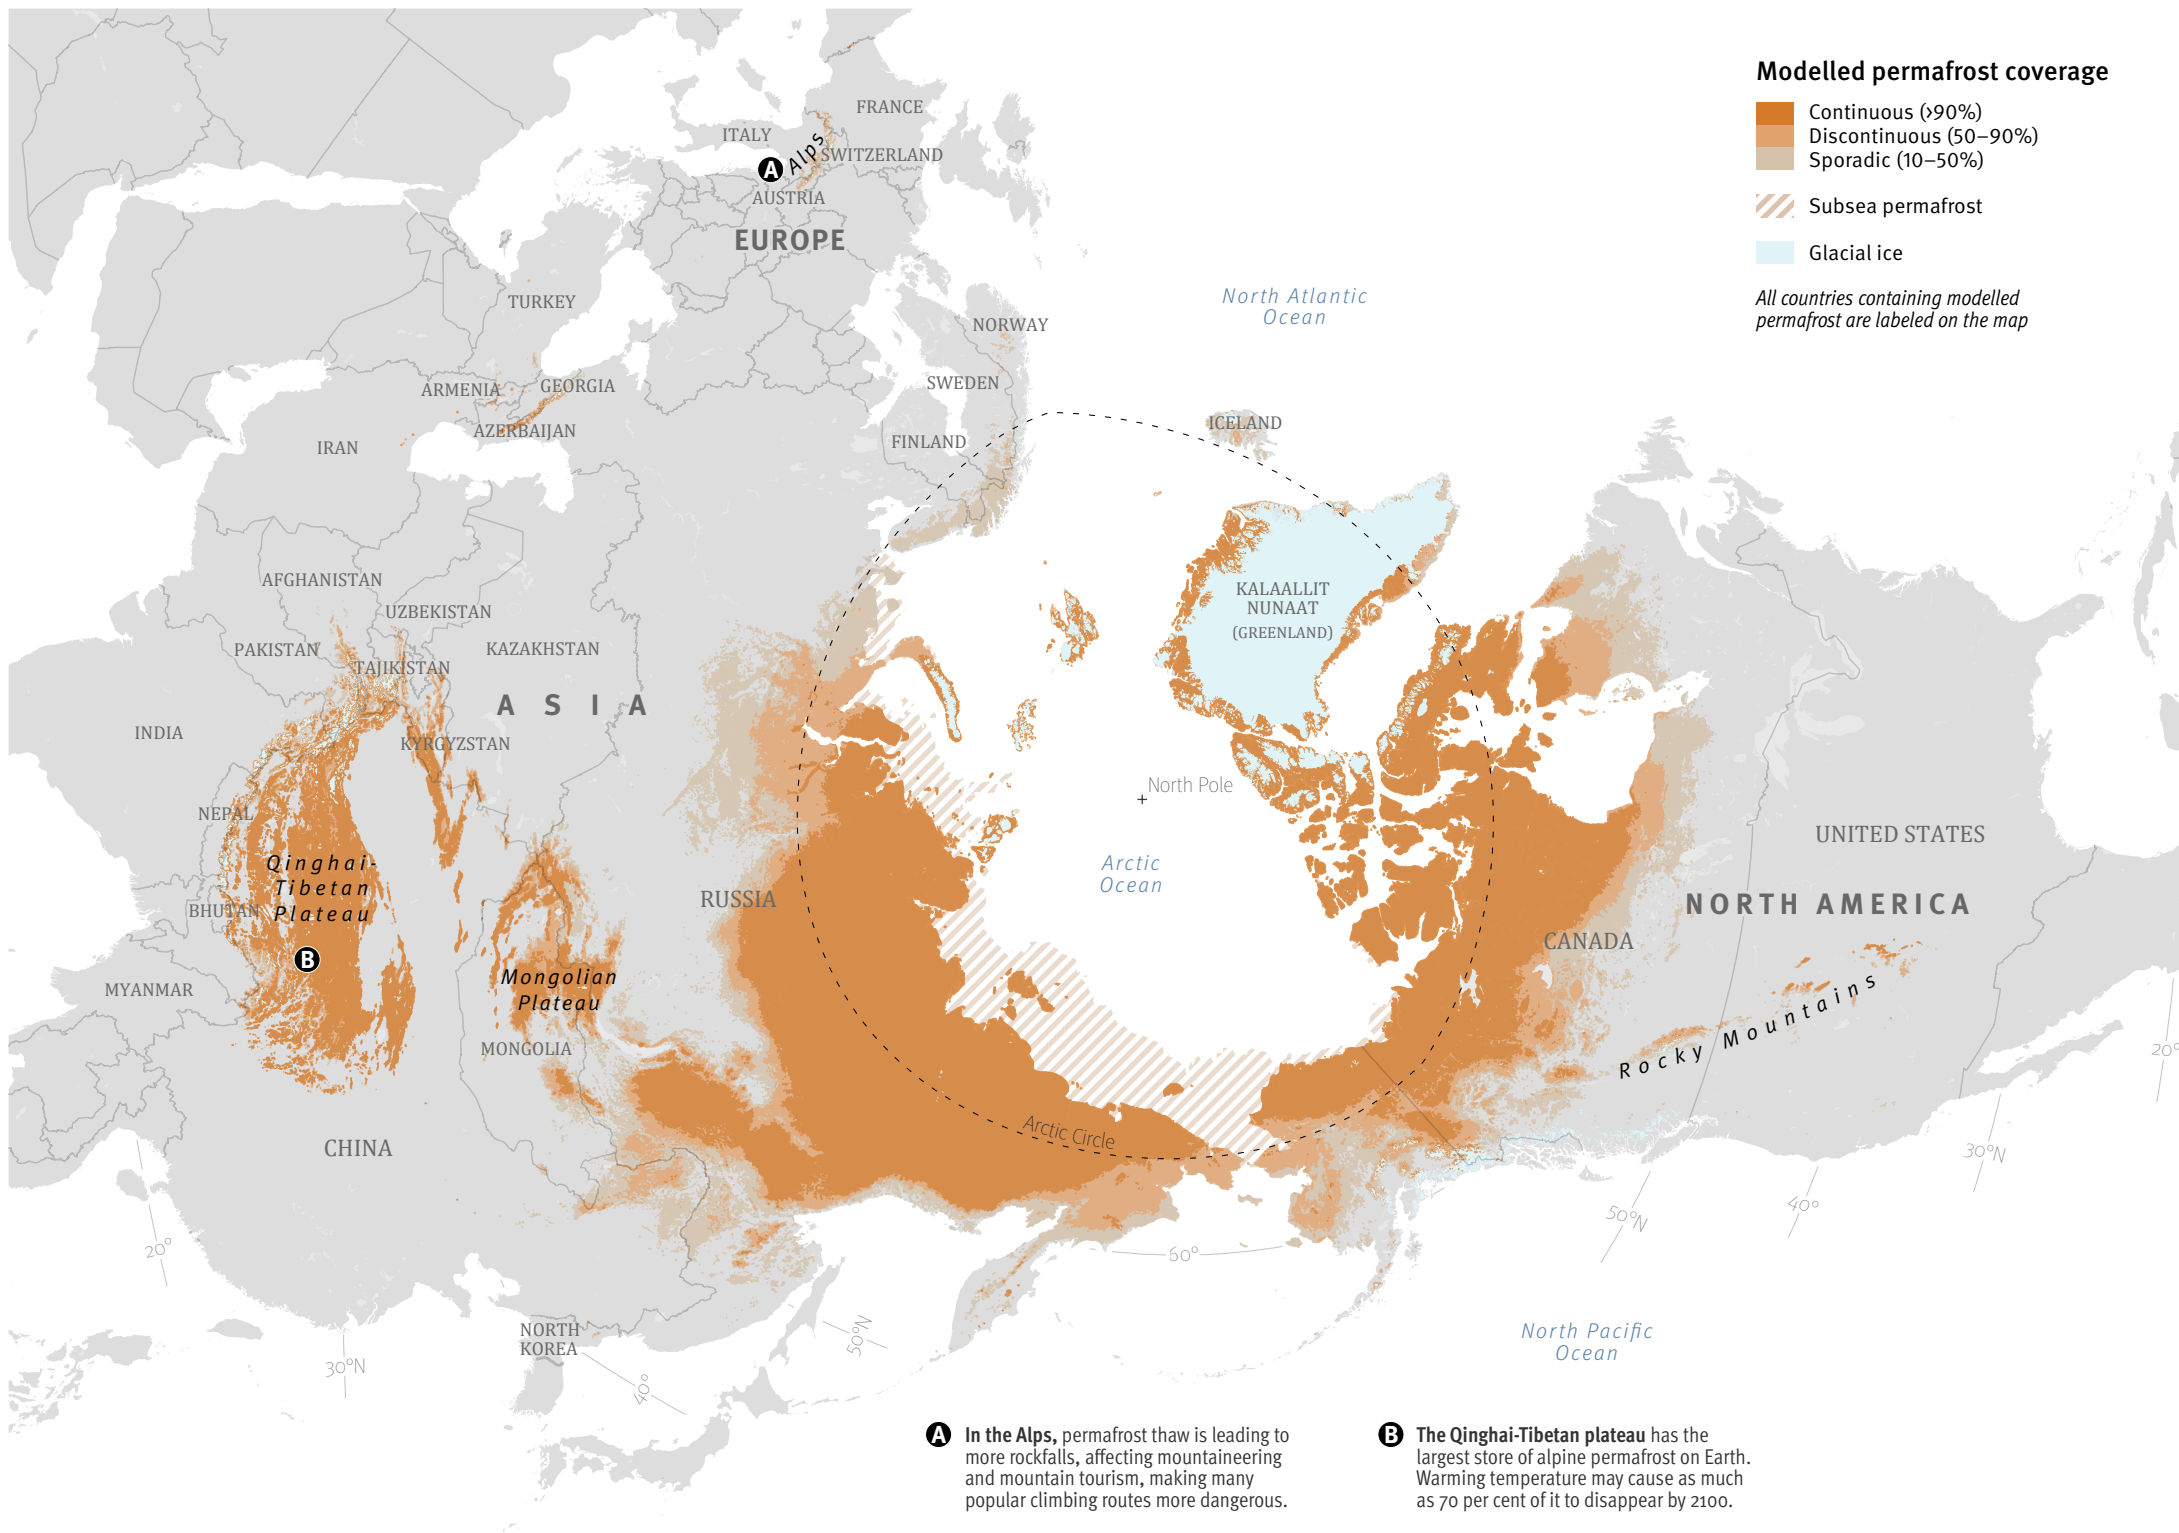 Modelled permafrost coverage
Continuous (>90%)
Discontinuous (50–90%)
Sporadic (10–50%)
Subsea permafrost
Glacial ice
All countries containing modelled
permafrost are labeled on the map
FRANCE
ITALY
Alps
SWITZERLAND
A
AUSTRIA
EUROPE
TURKEY
North Atlantic
Ocean
NORWAY
SWEDEN
ARMENIA
GEORGIA
AZERBAIJAN
IRAN
FINLAND
ICELAND
AFGHANISTAN
UZBEKISTAN
KALAALLIT
NUNAAT
(GREENLAND)
PAKISTAN
TAJIKISTAN
KAZAKHSTAN
ASIA
INDIA
KYRGYZSTAN
North Pole
NEPAL
UNITED STATES
Qinghai-
Tibetan
Plateau
Arctic
Ocean
RUSSIA
NORTH AMERICA
BHUTAN
B
CANADA
MYANMAR
Mongolian
Plateau
MONGOLIA
Rocky Mountains
20°
Arctic Circle
CHINA
30°N
50°N
40°
20°
60°
NORTH
KOREA
30°N
40°
50°N
North Pacific
Ocean
A
In the Alps, permafrost thaw is leading to
more rockfalls, affecting mountaineering
and mountain tourism, making many
popular climbing routes more dangerous.
B
The Qinghai-Tibetan plateau has the
largest store of alpine permafrost on Earth.
Warming temperature may cause as much
as 70 per cent of it to disappear by 2100.